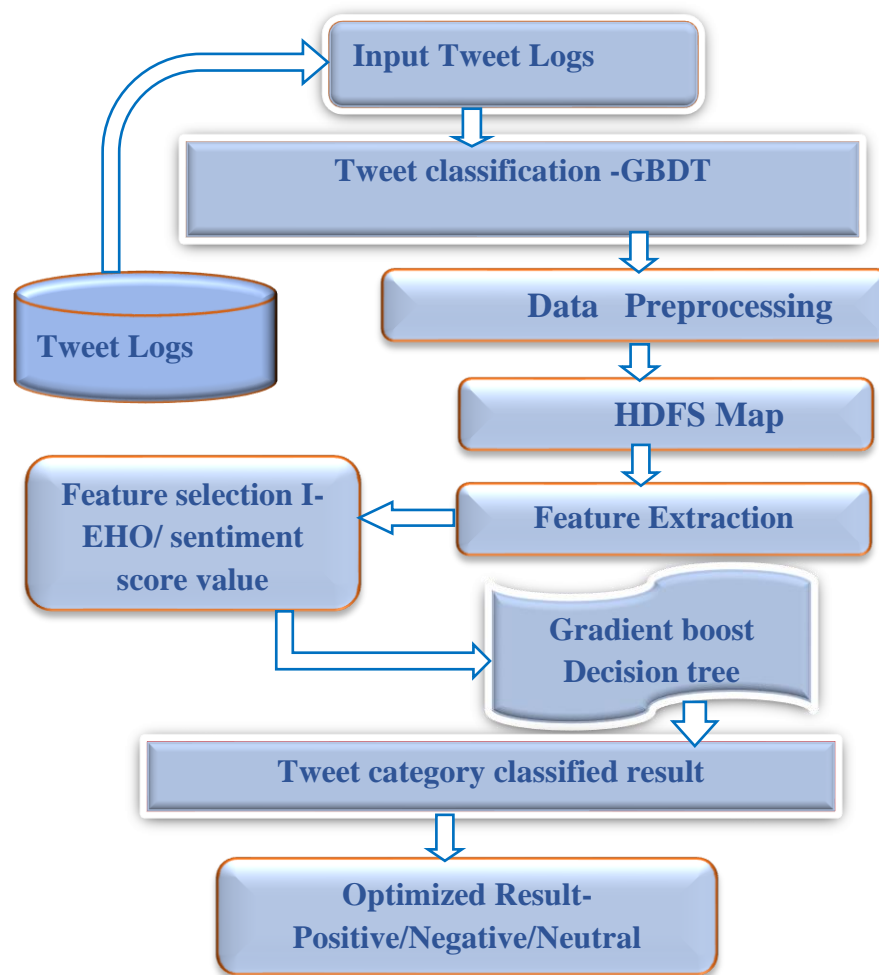 Input Tweet Logs
Tweet classification -GBDT
Data Preprocessing
Tweet Logs
HDFS Map
Feature selection I-
EHO/ sentiment
score value
Feature Extraction
Gradient boost
Decision tree
Tweet category classified result
Optimized Result-
Positive/Negative/Neutral